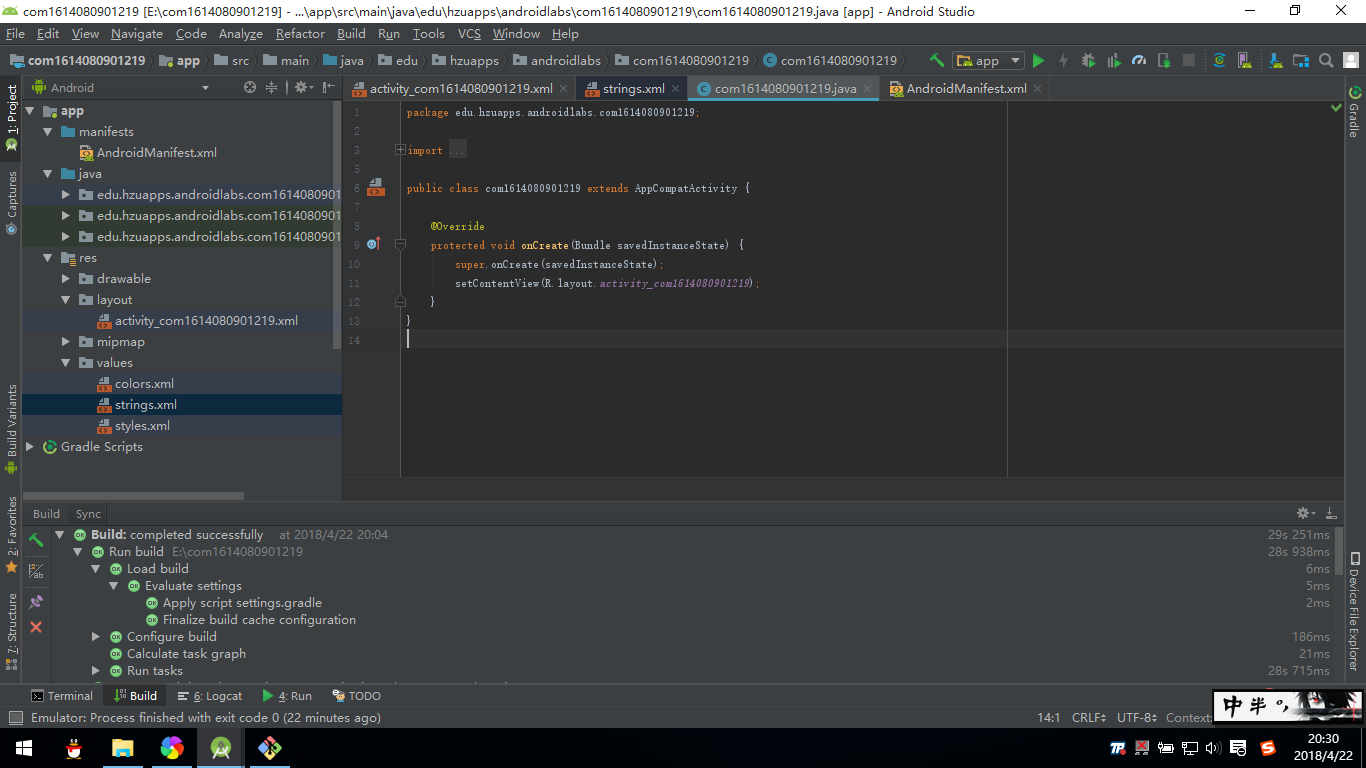 com1614080901219 [E:\com1614080901219] - ...\app\src\main\java\edu\hzuapps\androidlabs\com1614080901219\com1614080901219.java [app] - Android Studio
File Edit View Navigate Code Analyze Refactor Build Run Tools VCS Window Help
com1614080901219 app src main java edu hzuapps androidlabs com1614080901219 com1614080901219 app
1: Project
Captures
Build Variants
2: Favorites
7: Structure
Android
app
manifests
AndroidManifest.xml
java
edu.hzuapps.androidlabs.com1614080901
edu.hzuapps.androidlabs.com1614080901
edu.hzuapps.androidlabs.com1614080901
res
drawable
layout
activity_com1614080901219.xml
mipmap
values
colors.xml
strings.xml
styles.xml
Gradle Scripts
activity_com1614080901219.xml strings.xml com1614080901219.java AndroidManifest.xml
1 package edu.hzuapps.androidlabs.com1614080901219;
2
3 import ...
5
6 public class com1614080901219 extends AppCompatActivity {
7
8 @Override
9 protected void onCreate(Bundle savedInstanceState) {
10 super.onCreate(savedInstanceState);
11 setContentView(R.layout.activity_com1614080901219);
12 }
13 }
14
Gradle
Device File Explorer
Build Sync
Build: completed successfully at 2018/4/22 20:04 29s 251ms
Run build E:\com1614080901219 28s 938ms
Load build 6ms
Evaluate settings 5ms
Apply script settings.gradle 2ms
Finalize build cache configuration
Configure build 186ms
Calculate task graph 21ms
Run tasks 28s 715ms
Terminal Build 6: Logcat 4: Run TODO
Emulator: Process finished with exit code 0 (22 minutes ago) 14:1 CRLF UTF-8 Context:
中 半 °,
20:30
2018/4/22